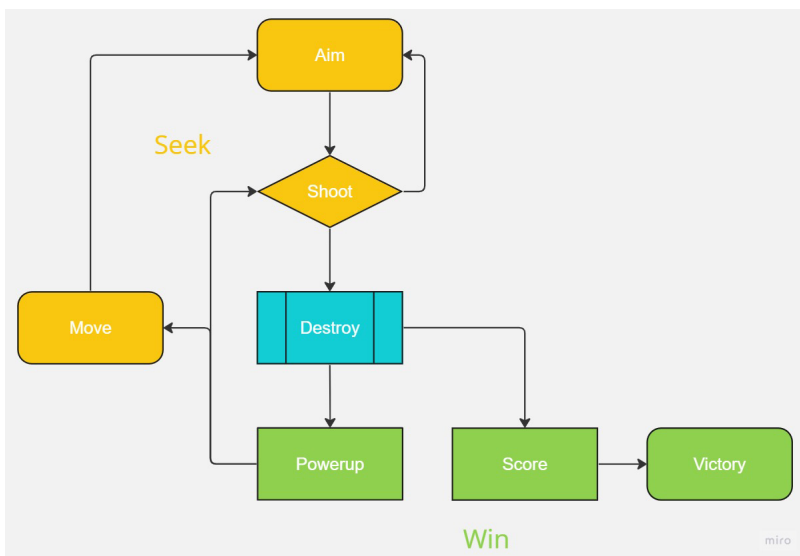 Aim
Seek
Shoot
Move
Destroy
Powerup
Score
Victory
Win
miro